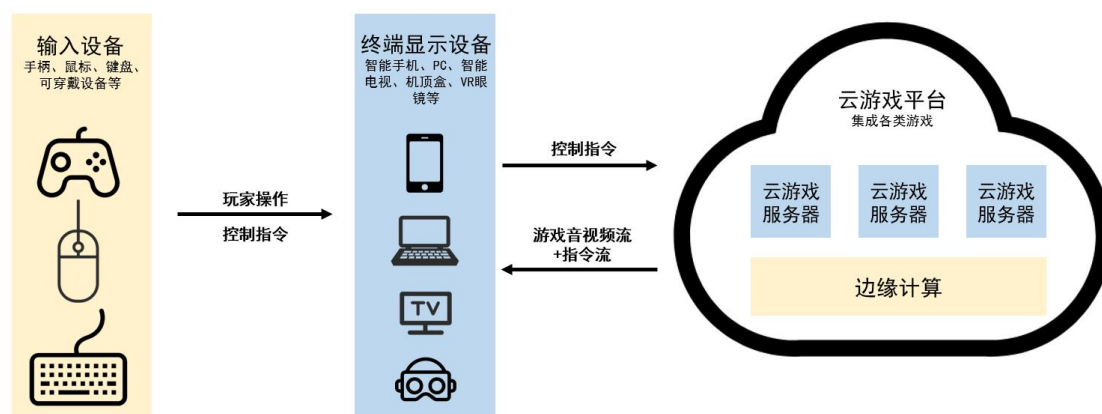 输入设备
手柄、鼠标、键盘、
可穿戴设备等
玩家操作
控制指令
终端显示设备
智能手机、PC、智能
电视、机顶盒、VR眼
镜等
TV
控制指令
游戏音视频流
+指令流
云游戏平台
集成各类游戏
云游戏
服务器
云游戏
服务器
云游戏
服务器
边缘计算